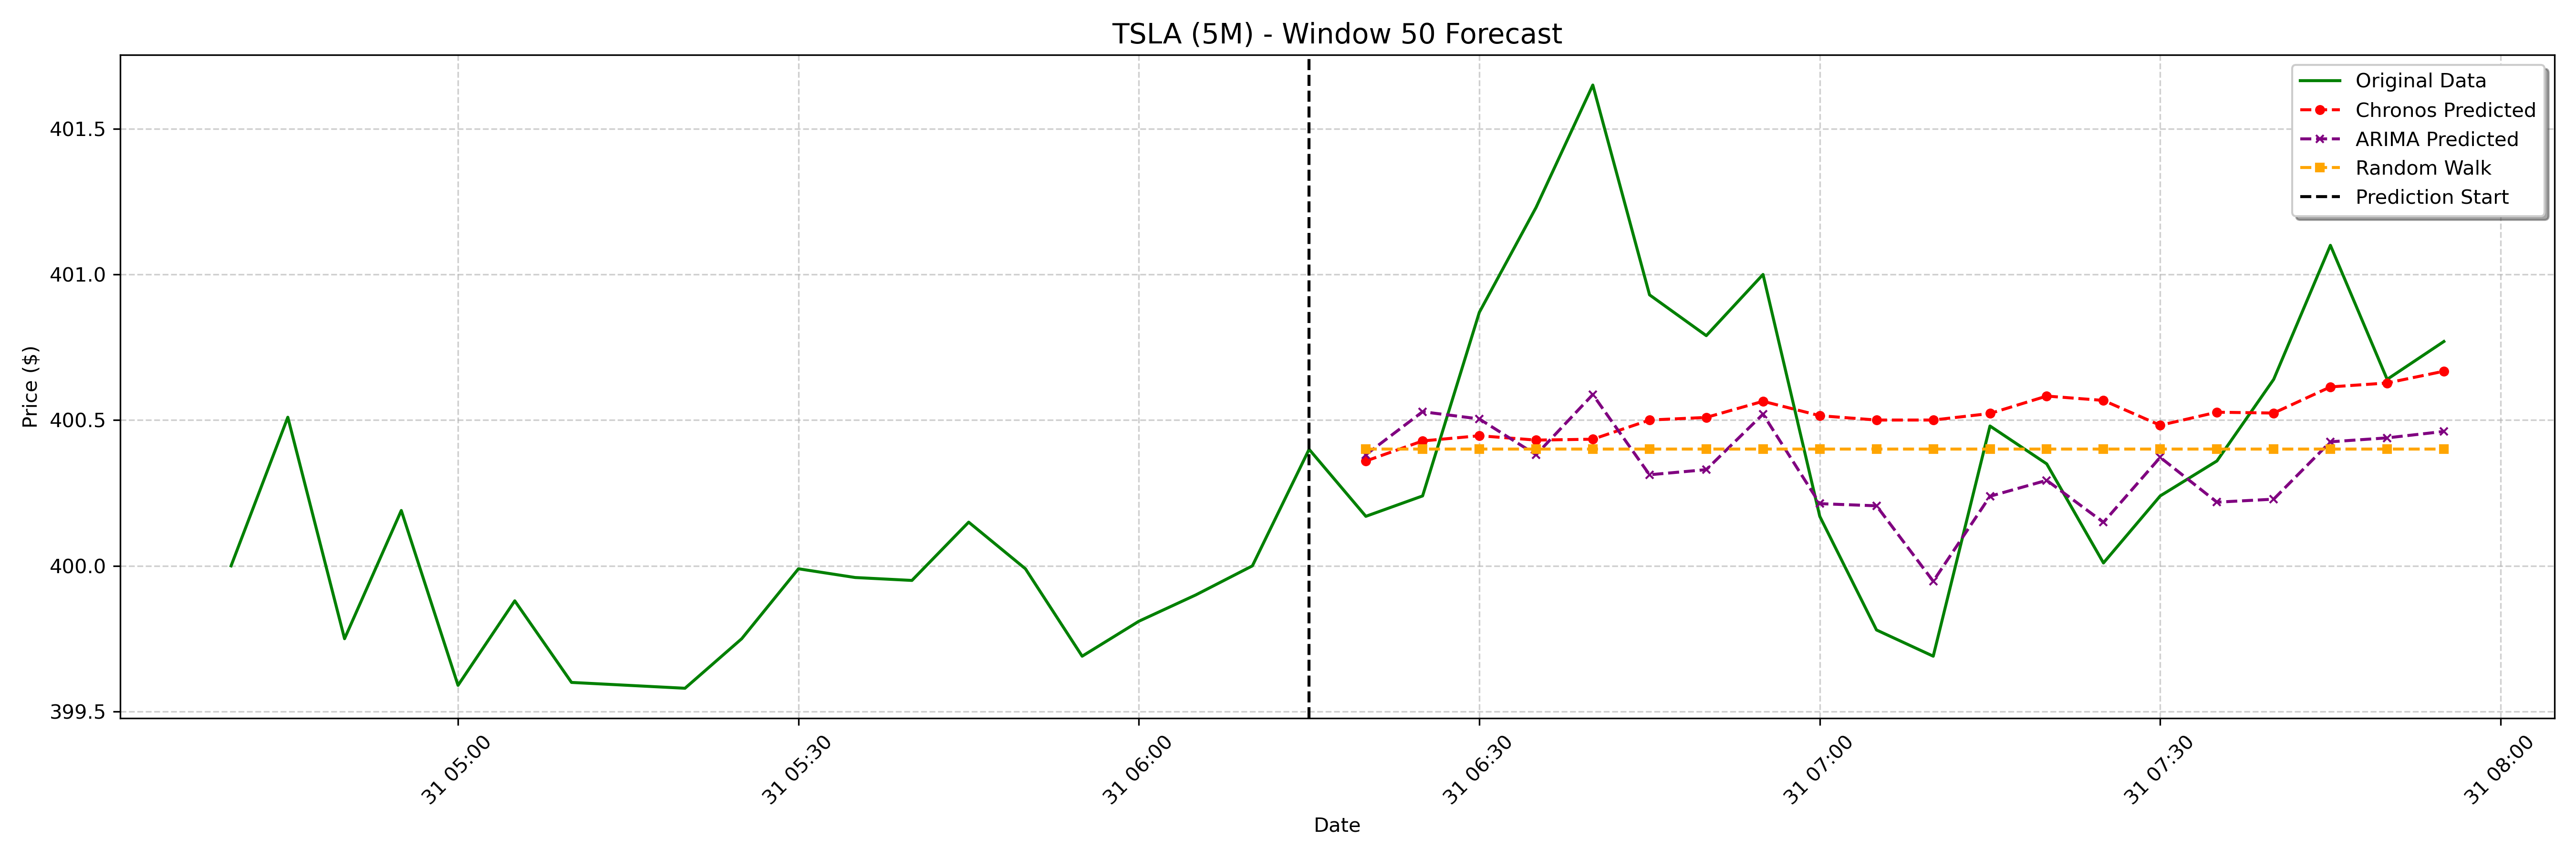 TSLA (5M) - Window 50 Forecast
Original Data
Chronos Predicted
ARIMA Predicted
Random Walk
Prediction Start
Price ($)
401.5
401.0
400.5
400.0
399.5
31 05:00
31 05:30
31 06:00
31 06:30
31 07:00
31 07:30
31 08:00
Date